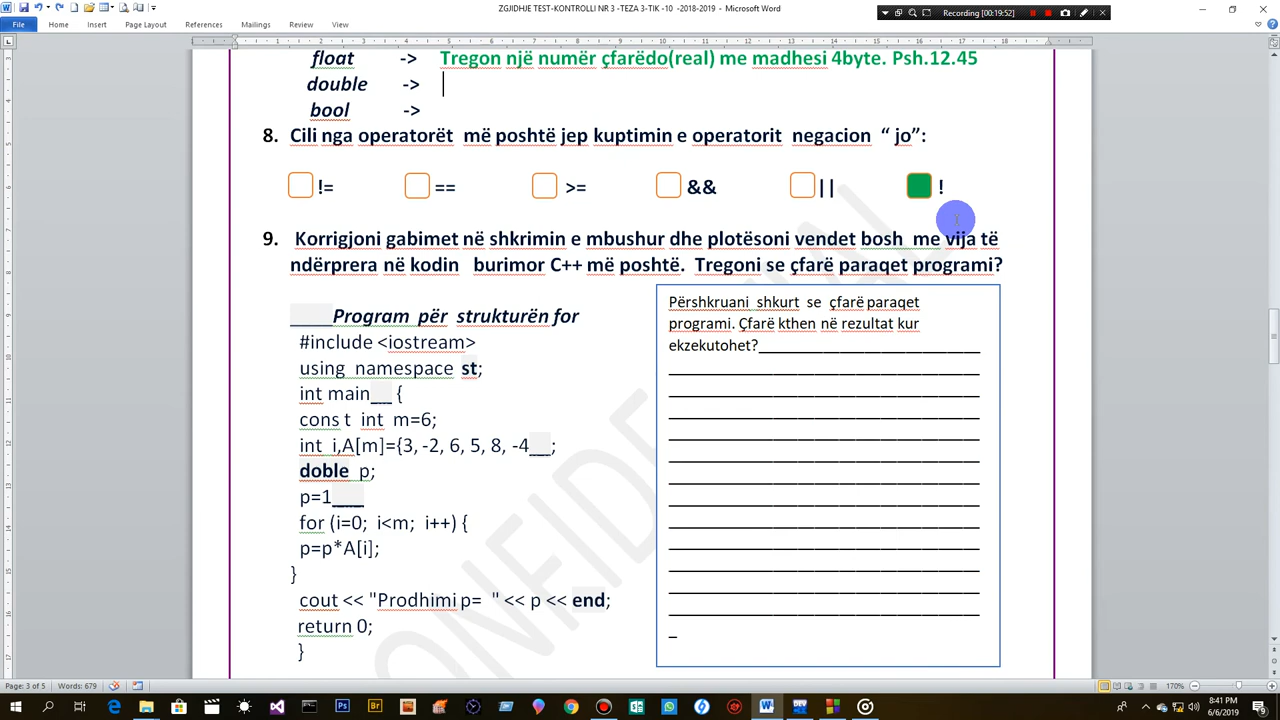 ZGJIDHJE TEST-KONTROLLI NR 3 -TEZA 3-TIK -10 -2018-2019 - Microsoft Word
Recording [00:19:52]
File Home Insert Page Layout References Mailings Review View
float -> Tregon një numër çfarëdo(real) me madhesi 4byte. Psh.12.45
double ->
bool ->
8. Cili nga operatorët më poshtë jep kuptimin e operatorit negacion “ jo”:
!= == >= && || !
9. Korrigjoni gabimet në shkrimin e mbushur dhe plotësoni vendet bosh me vija të
ndërprera në kodin burimor C++ më poshtë. Tregoni se çfarë paraqet programi?
____Program për strukturën for
#include <iostream>
using namespace st;
int main__ {
cons t int m=6;
int i,A[m]={3, -2, 6, 5, 8, -4__;
doble p;
p=1___
for (i=0; i<m; i++) {
p=p*A[i];
}
cout << "Prodhimi p= " << p << end;
return 0;
}
Përshkruani shkurt se çfarë paraqet
programi. Çfarë kthen në rezultat kur
ekzekutohet?
Page: 3 of 5 Words: 679 170%
8:41 PM
6/6/2019